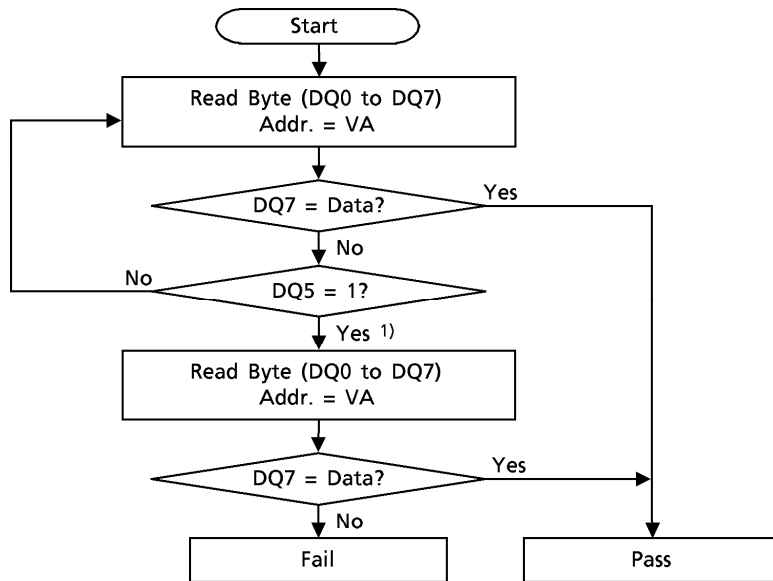 Start
Read Byte (DQ0 to DQ7)
Addr. = VA
DQ7 = Data?
Yes
No
No
DQ5 = 1?
Yes 1)
Read Byte (DQ0 to DQ7)
Addr. = VA
DQ7 = Data?
Yes
No
Fail
Pass